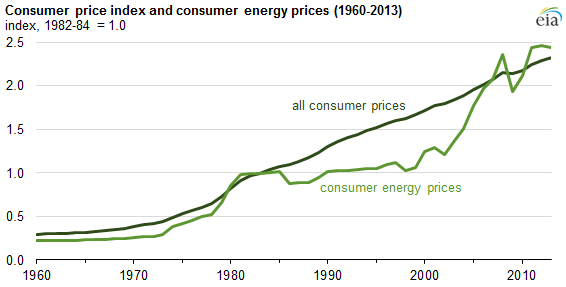 Consumer price index and consumer energy prices (1960-2013)
index, 1982-84 = 1.0
eia
2.5
2.0
1.5
1.0
0.5
0.0
all consumer prices
consumer energy prices
1960 1970 1980 1990 2000 2010